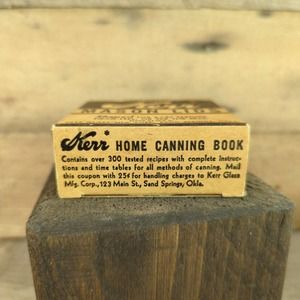 Kerr® HOME CANNING BOOK
Contains over 300 tested recipes with complete instruc-
tions and time tables for all methods of canning. Mail
this coupon with 25¢ for handling charges to Kerr Glass
Mfg. Corp., 123 Main St., Sand Springs, Okla.